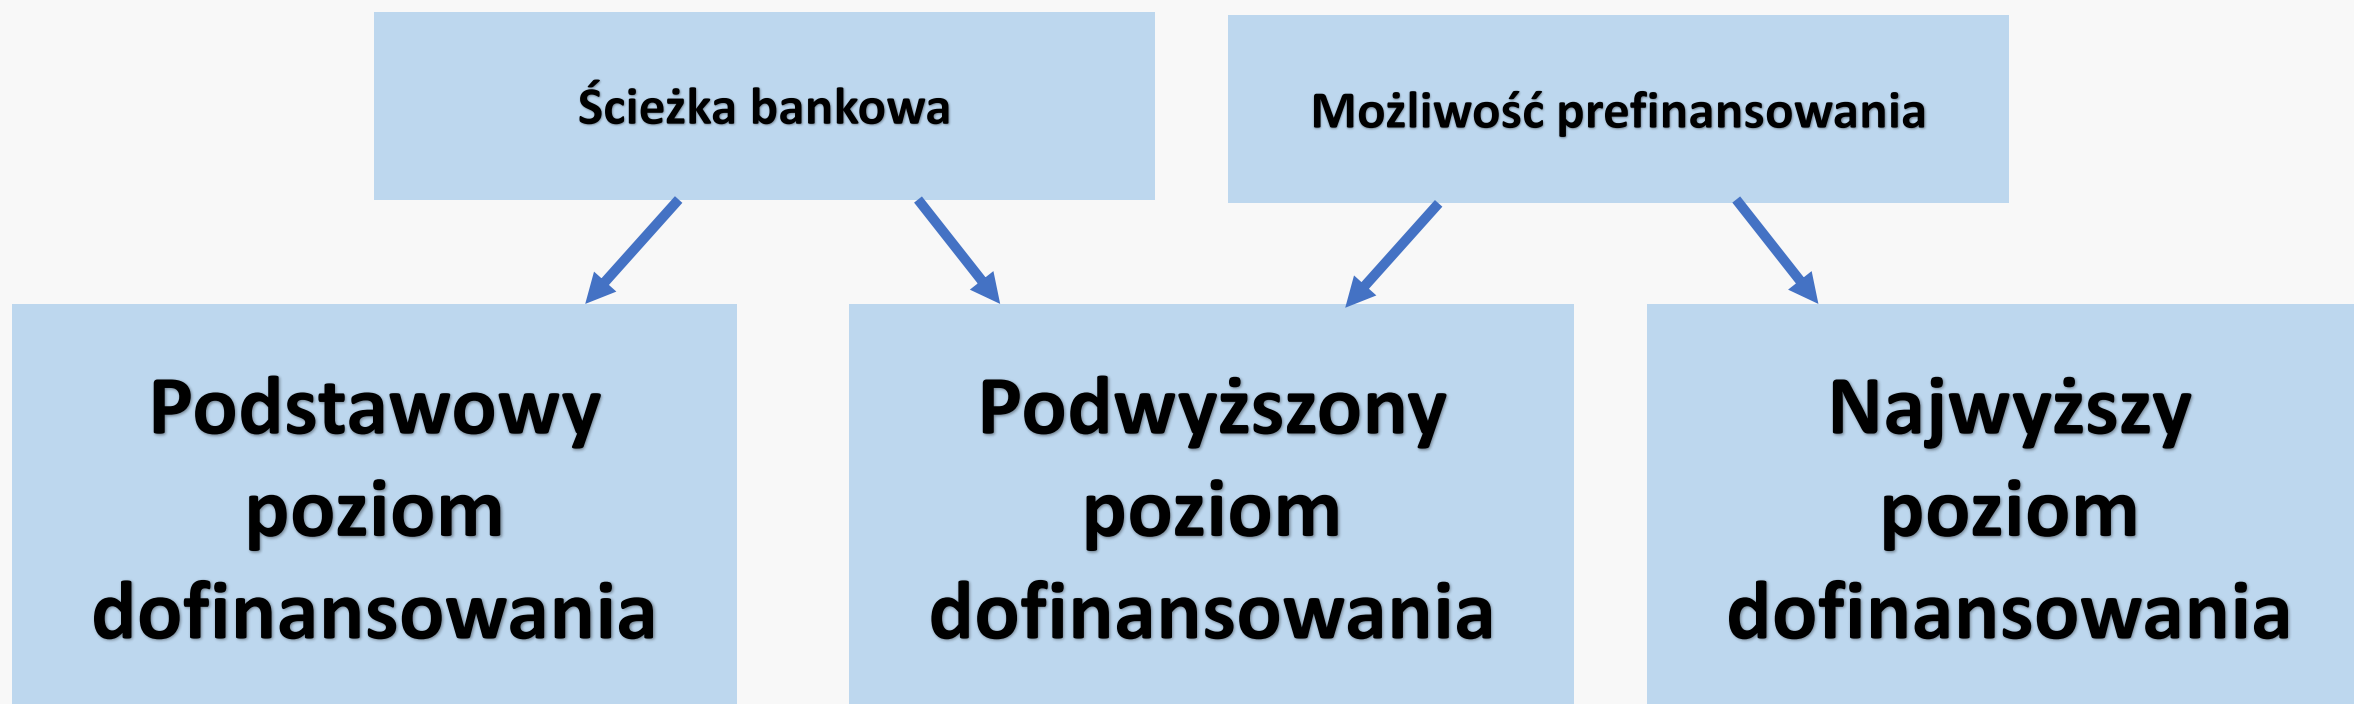 Ścieżka bankowa
Możliwość prefinansowania
Podstawowy
poziom
dofinansowania
Podwyższony
poziom
dofinansowania
Najwyższy
poziom
dofinansowania